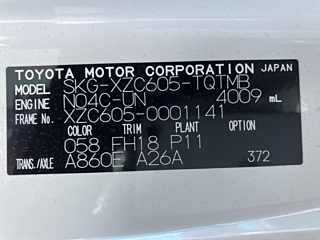 TOYOTA MOTOR CORPORATION JAPAN
MODEL SKG-XZC605-TQTMB
ENGINE N04C-UN 4009 mL
FRAME No. XZC605-0001141
COLOR TRIM PLANT
058 FH18 P11
TRANS./AXLE A860E A26A 372